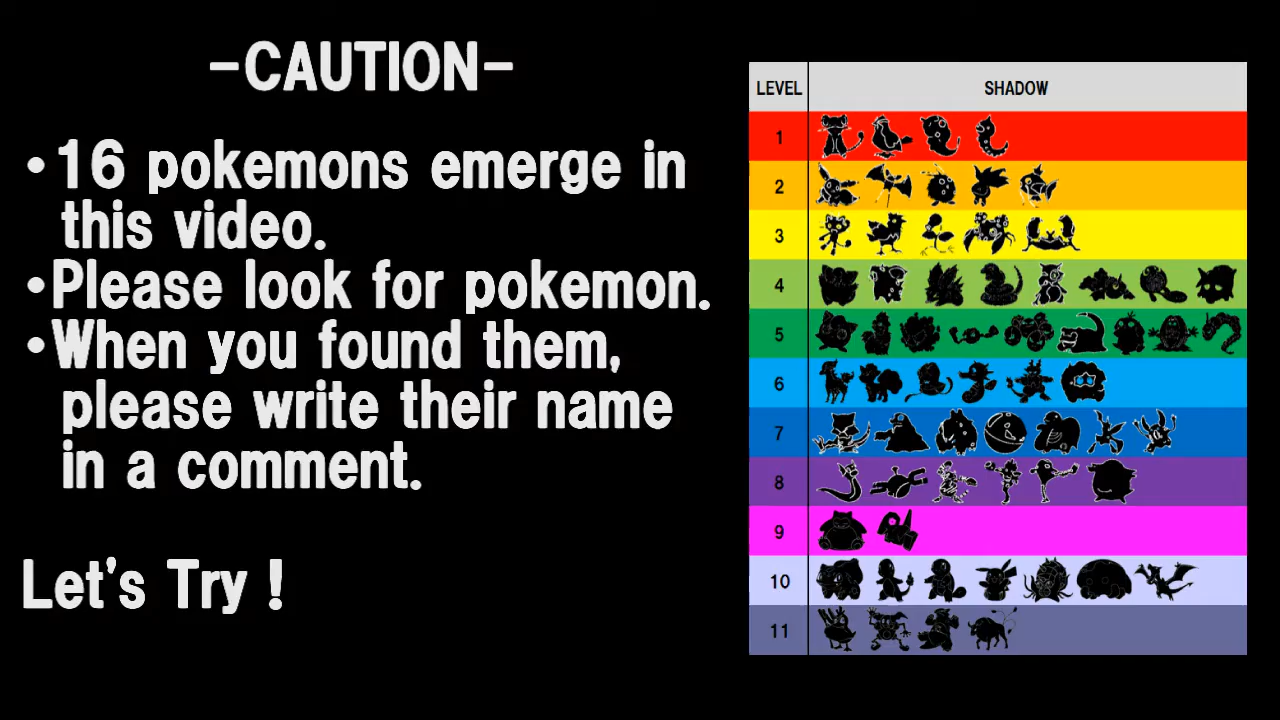 -CAUTION-
•16 pokemons emerge in
this video.
•Please look for pokemon.
•When you found them,
please write their name
in a comment.
Let's Try !
LEVEL SHADOW
1
2
3
4
5
6
7
8
9
10
11